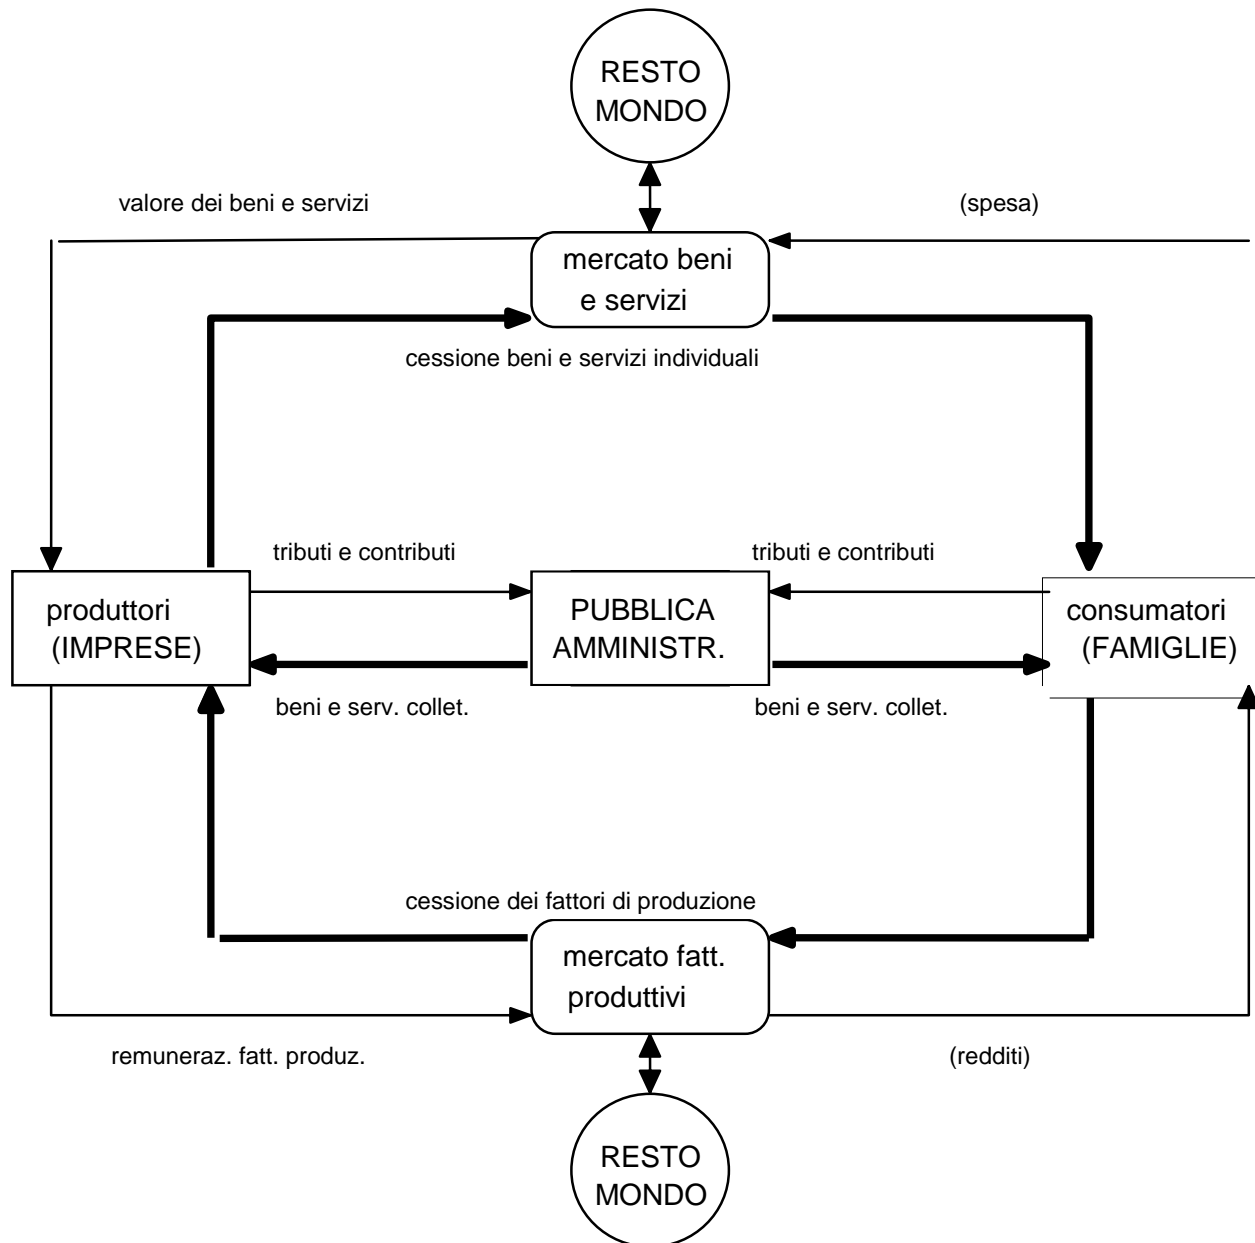 RESTO
MONDO
valore dei beni e servizi
(spesa)
mercato beni
e servizi
cessione beni e servizi individuali
tributi e contributi
tributi e contributi
produttori
(IMPRESE)
PUBBLICA
AMMINISTR.
consumatori
(FAMIGLIE)
beni e serv. collet.
beni e serv. collet.
cessione dei fattori di produzione
mercato fatt.
produttivi
remuneraz. fatt. produz.
(redditi)
RESTO
MONDO